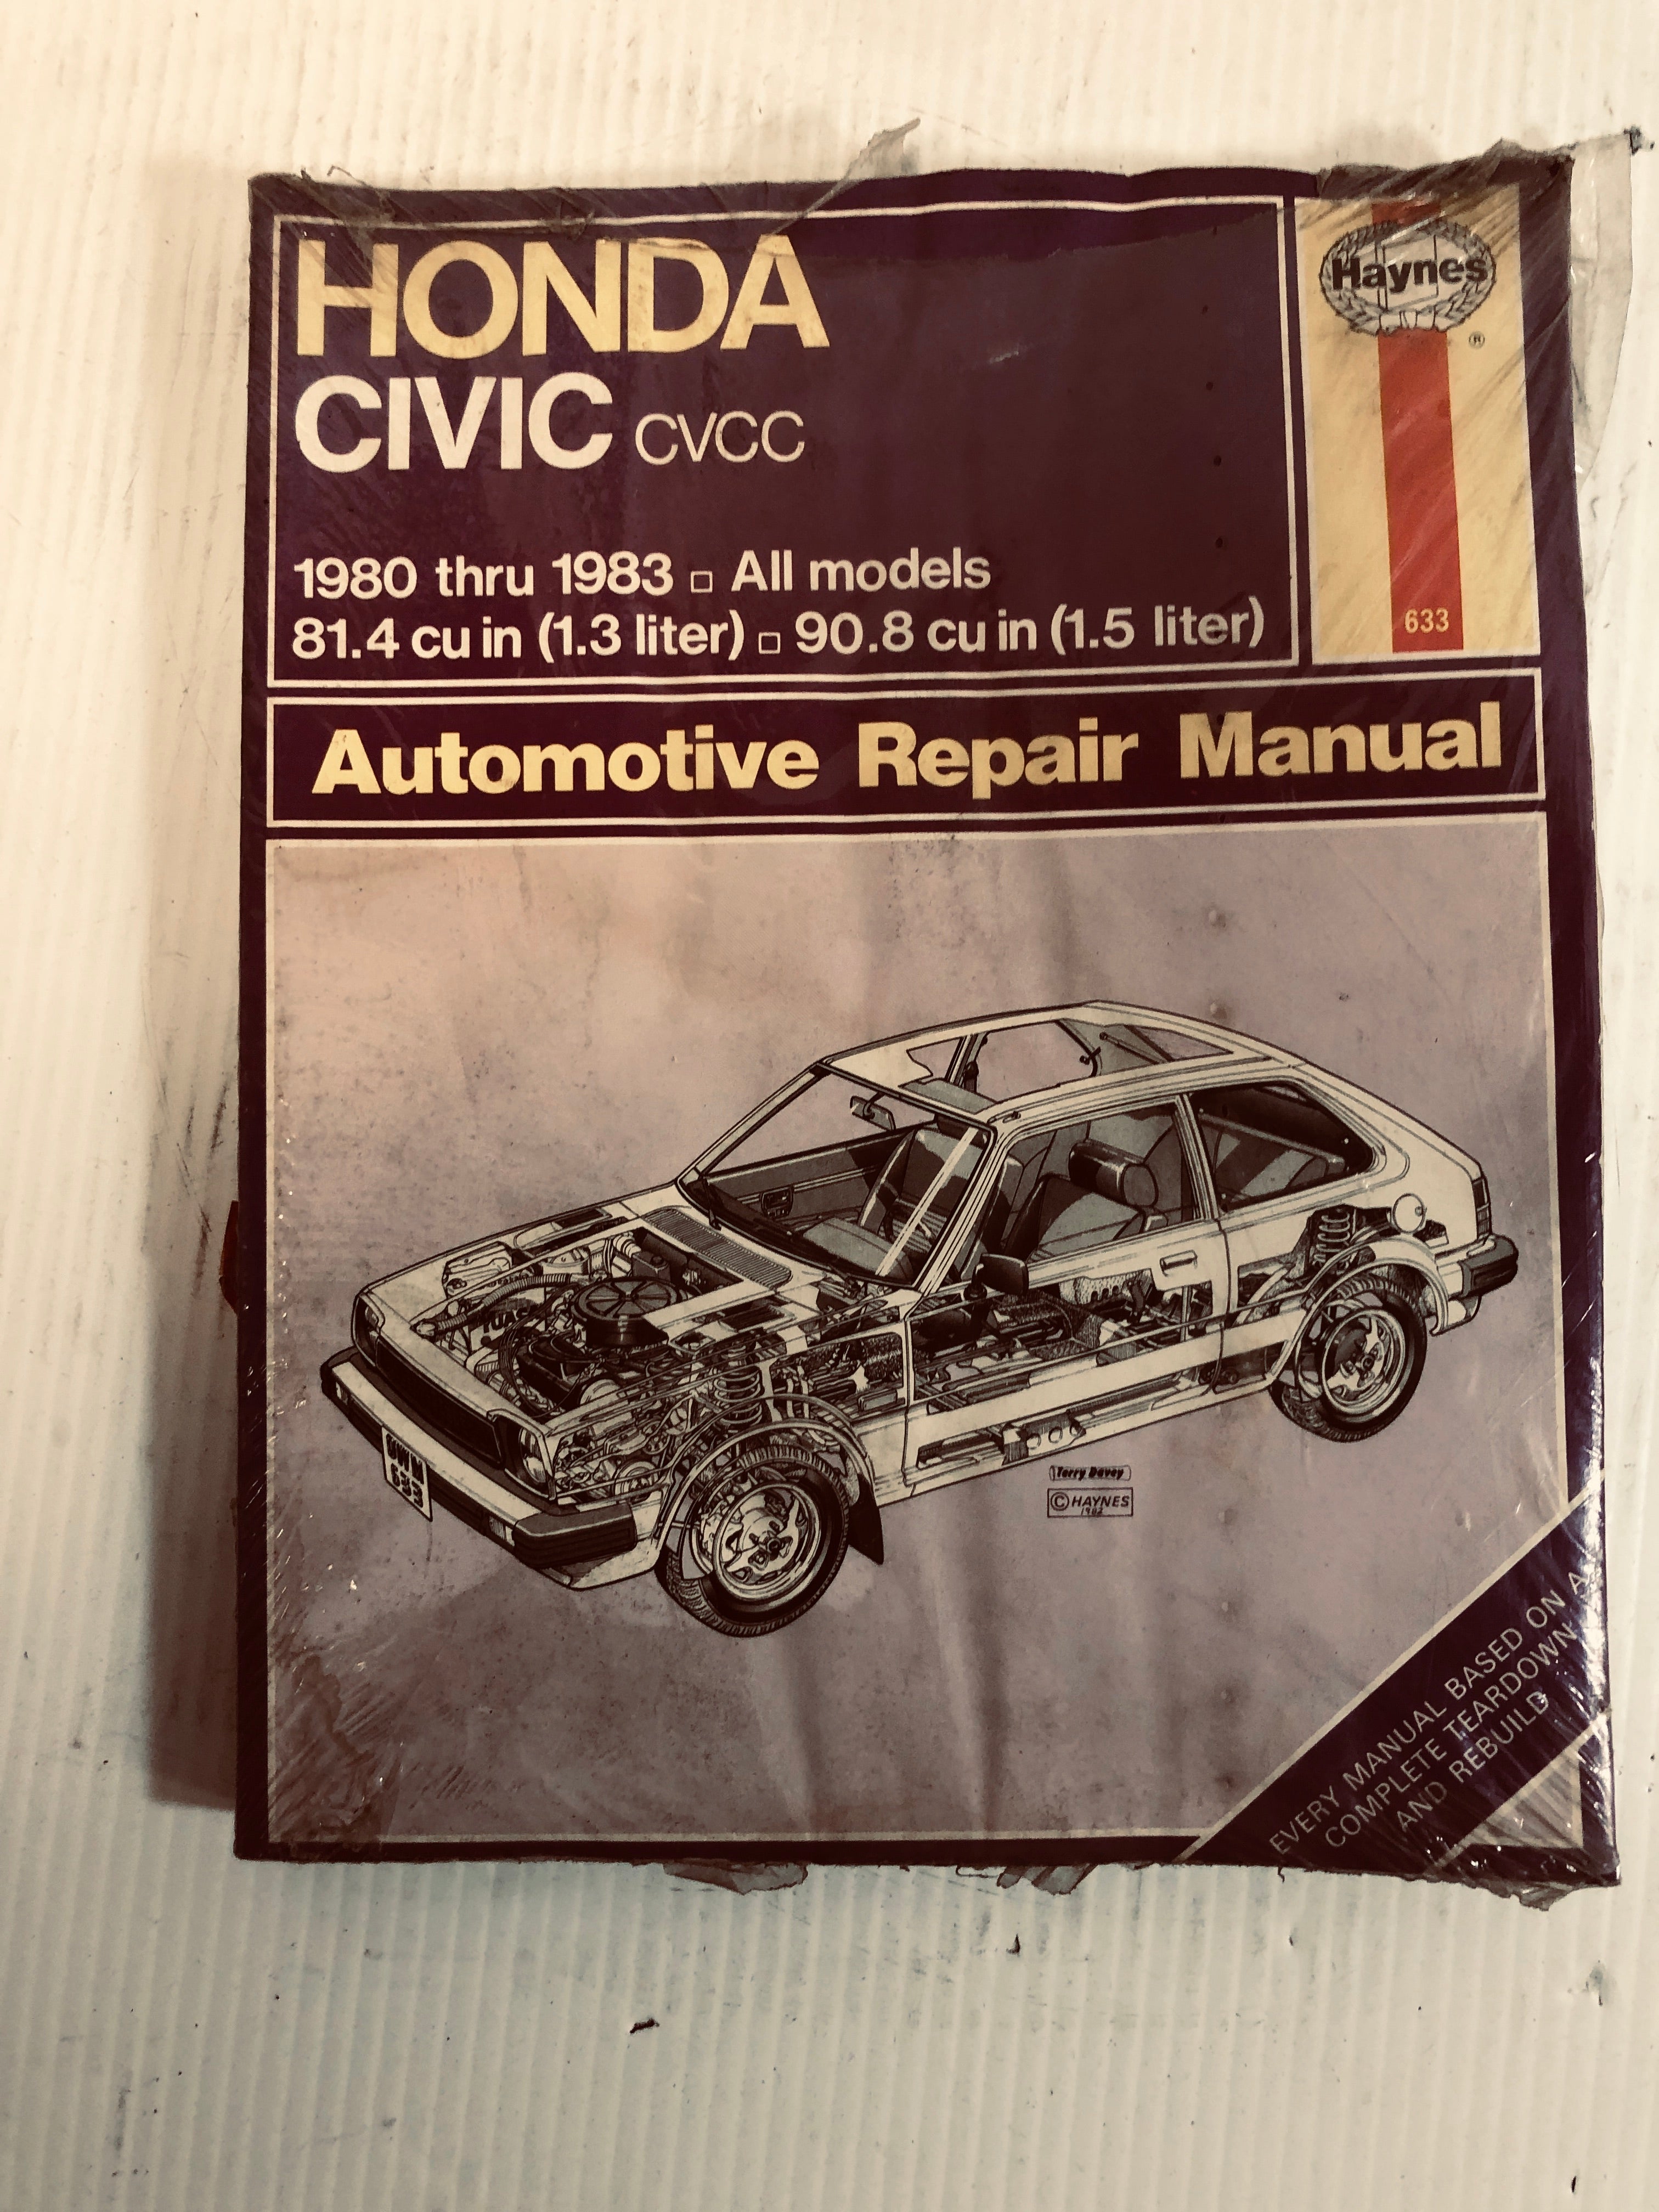 HONDA
CIVIC CVCC
1980 thru 1983 □ All models
81.4 cu in (1.3 liter) □ 90.8 cu in (1.5 liter)
Haynes
®
633
Automotive Repair Manual
633
Terry Davey
© HAYNES
1982
EVERY MANUAL BASED ON A
COMPLETE TEARDOWN
AND REBUILD